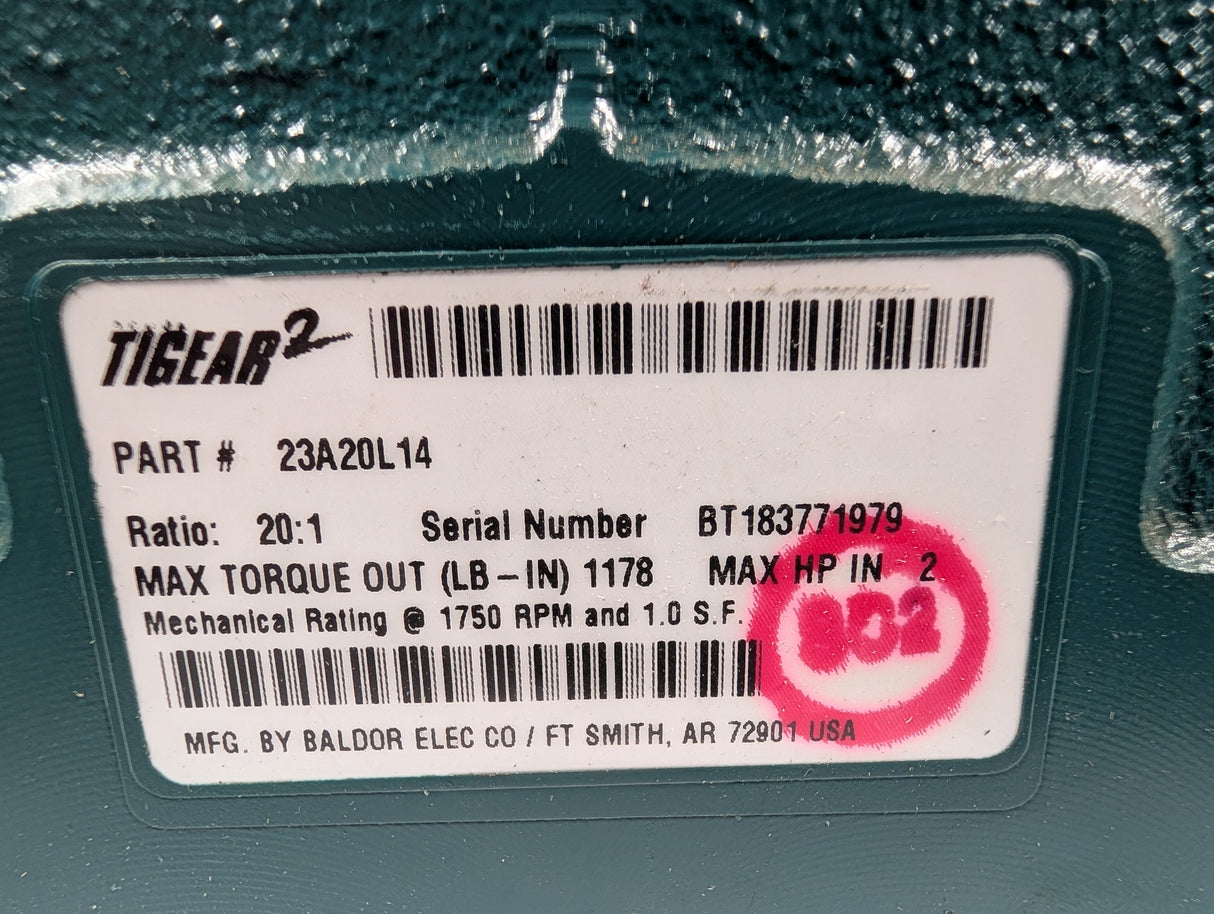 TIGEAR2
PART # 23A20L14
Ratio: 20:1 Serial Number BT183771979
MAX TORQUE OUT (LB-IN) 1178 MAX HP IN 2
Mechanical Rating @ 1750 RPM and 1.0 S.F.
MFG. BY BALDOR ELEC CO / FT SMITH, AR 72901 USA